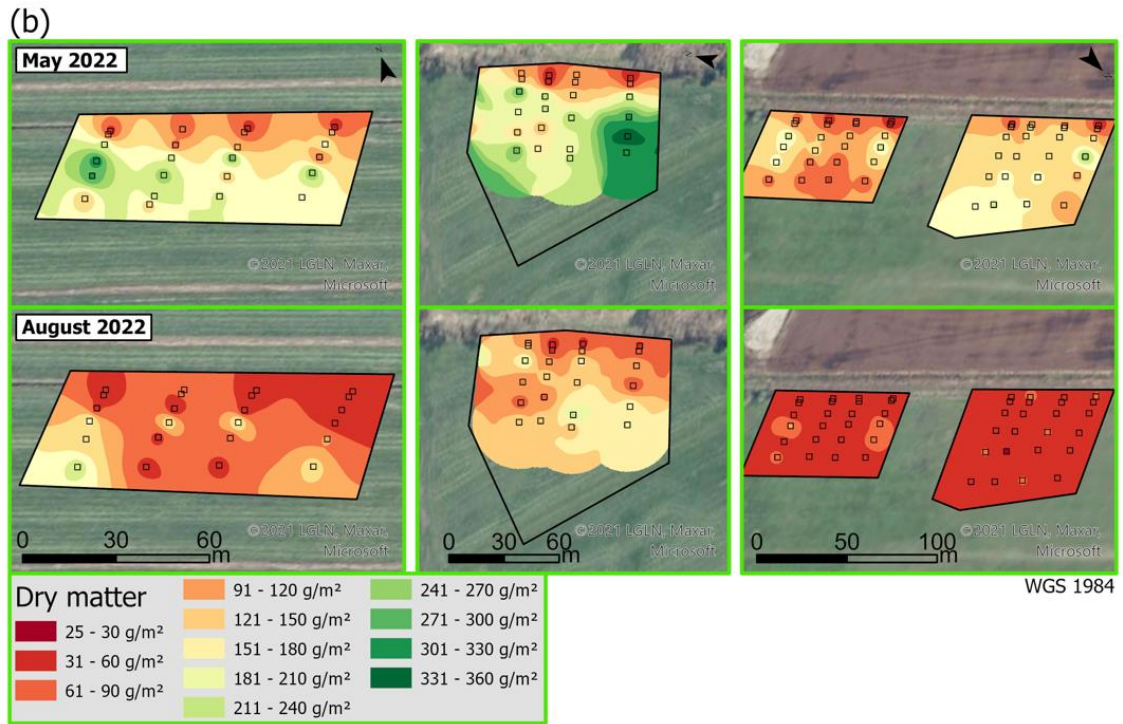 (b)
May 2022
©2021 LGLN, Maxar,
Microsoft
©2021 LGLN, Maxar,
Microsoft
©2021 LGLN, Maxar,
Microsoft
August 2022
©2021 LGLN, Maxar,
Microsoft
©2021 LGLN, Maxar,
Microsoft
©2021 LGLN, Maxar,
Microsoft
0 30 60
m
0 30 60
m
0 50 100
m
WGS 1984
Dry matter
25 - 30 g/m²
31 - 60 g/m²
61 - 90 g/m²
91 - 120 g/m²
121 - 150 g/m²
151 - 180 g/m²
181 - 210 g/m²
211 - 240 g/m²
241 - 270 g/m²
271 - 300 g/m²
301 - 330 g/m²
331 - 360 g/m²